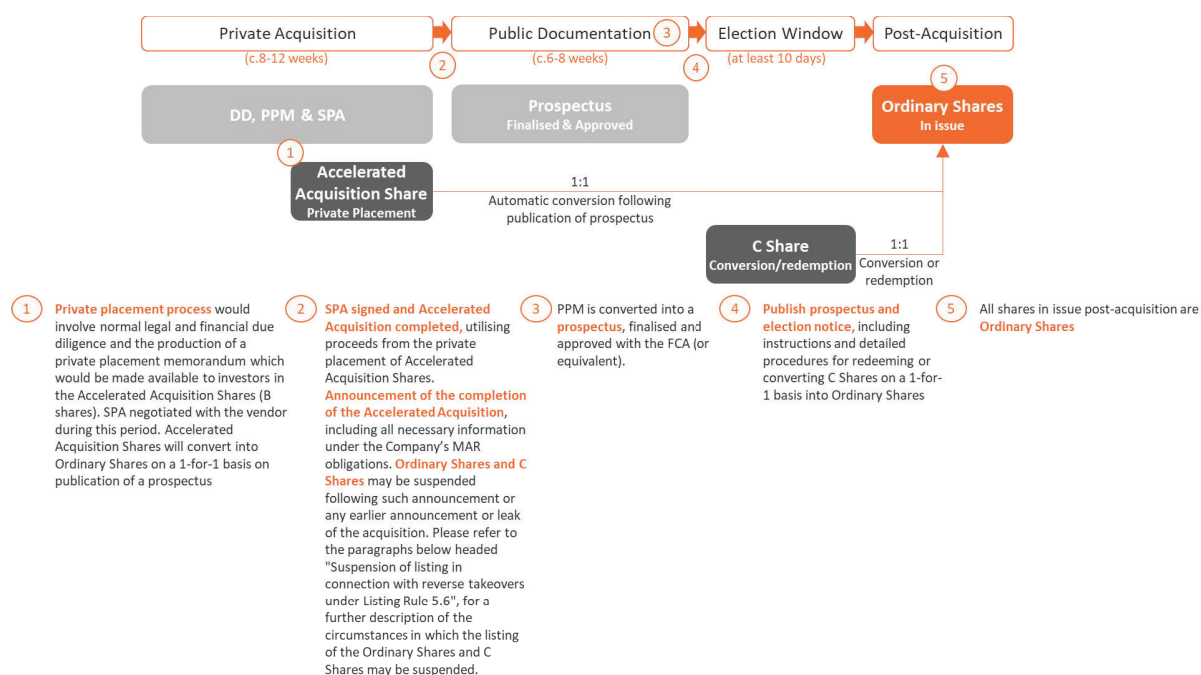 Private Acquisition
Public Documentation
3
Election Window
Post-Acquisition
(c.8-12 weeks)
2
(c.6-8 weeks)
4
(at least 10 days)
5
DD, PPM & SPA
Prospectus
Finalised & Approved
Ordinary Shares
In issue
1
Accelerated
Acquisition Share
Private Placement
1:1
Automatic conversion following
publication of prospectus
C Share
Conversion/redemption
1:1
Conversion or
redemption
1
Private placement process would
involve normal legal and financial due
diligence and the production of a
private placement memorandum which
would be made available to investors in
the Accelerated Acquisition Shares (B
shares). SPA negotiated with the vendor
during this period. Accelerated
Acquisition Shares will convert into
Ordinary Shares on a 1-for-1 basis on
publication of a prospectus
2
SPA signed and Accelerated
Acquisition completed, utilising
proceeds from the private
placement of Accelerated
Acquisition Shares.
Announcement of the completion
of the Accelerated Acquisition,
including all necessary information
under the Company's MAR
obligations. Ordinary Shares and C
Shares may be suspended
following such announcement or
any earlier announcement or leak
of the acquisition. Please refer to
the paragraphs below headed
"Suspension of listing in
connection with reverse takeovers
under Listing Rule 5.6", for a
further description of the
circumstances in which the listing
of the Ordinary Shares and C
Shares may be suspended.
3
PPM is converted into a
prospectus, finalised and
approved with the FCA (or
equivalent).
4
Publish prospectus and
election notice, including
instructions and detailed
procedures for redeeming or
converting C Shares on a 1-for-
1 basis into Ordinary Shares
5
All shares in issue post-acquisition are
Ordinary Shares